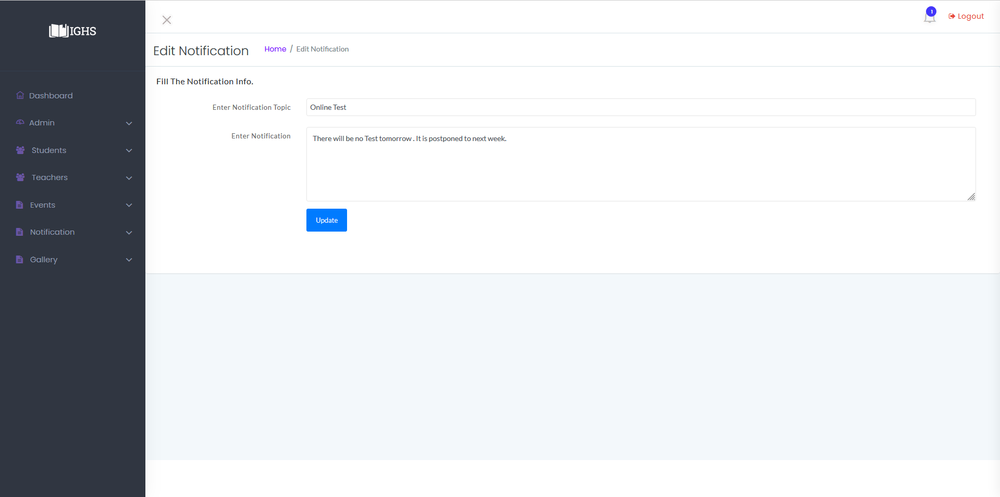 IGHS
1
Logout
Edit Notification
Home / Edit Notification
Dashboard
Admin
Students
Teachers
Events
Notification
Gallery
Fill The Notification Info.
Enter Notification Topic
Online Test
Enter Notification
There will be no Test tomorrow . It is postponed to next week.
Update